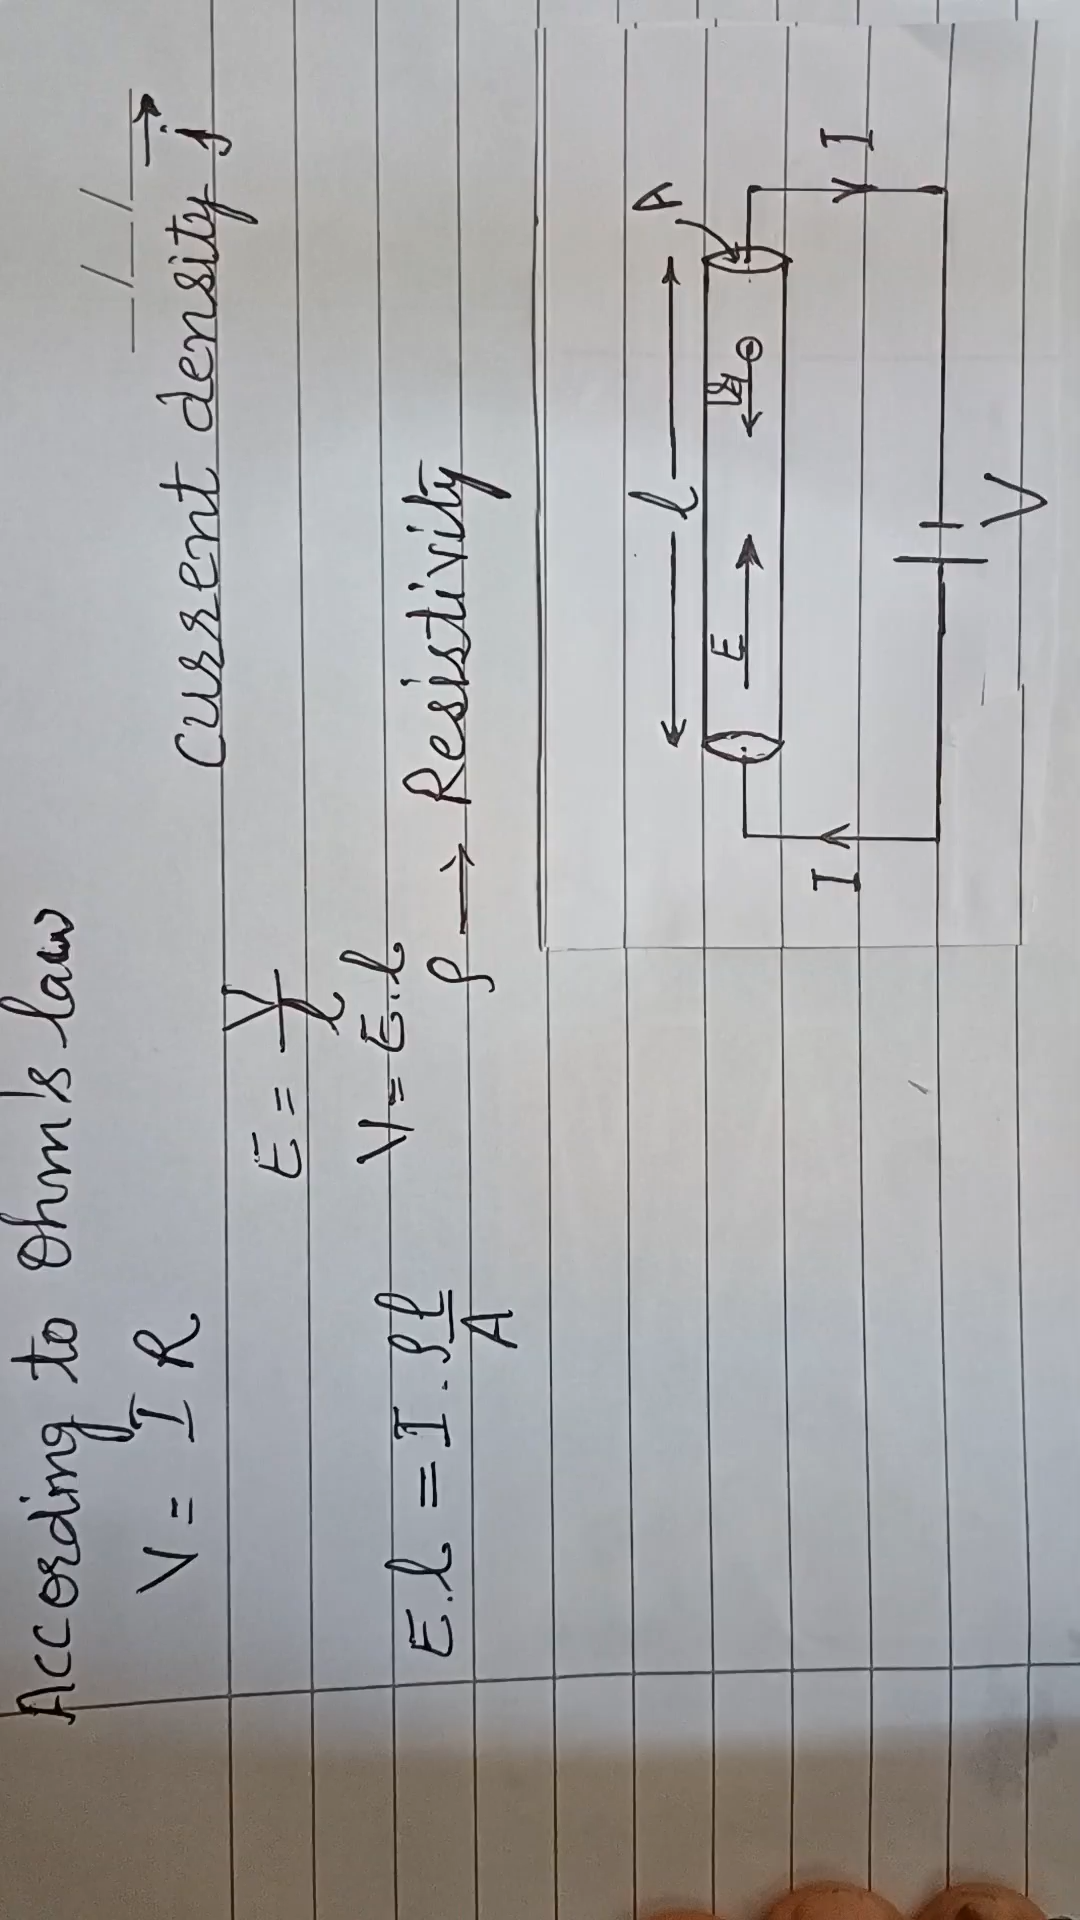 According to Ohm's law
V = I R
Current density j⃗
E = V/l
V = E.l
E.l = I . ρl/A
ρ → Resistivity
l
A
E
I
I
V